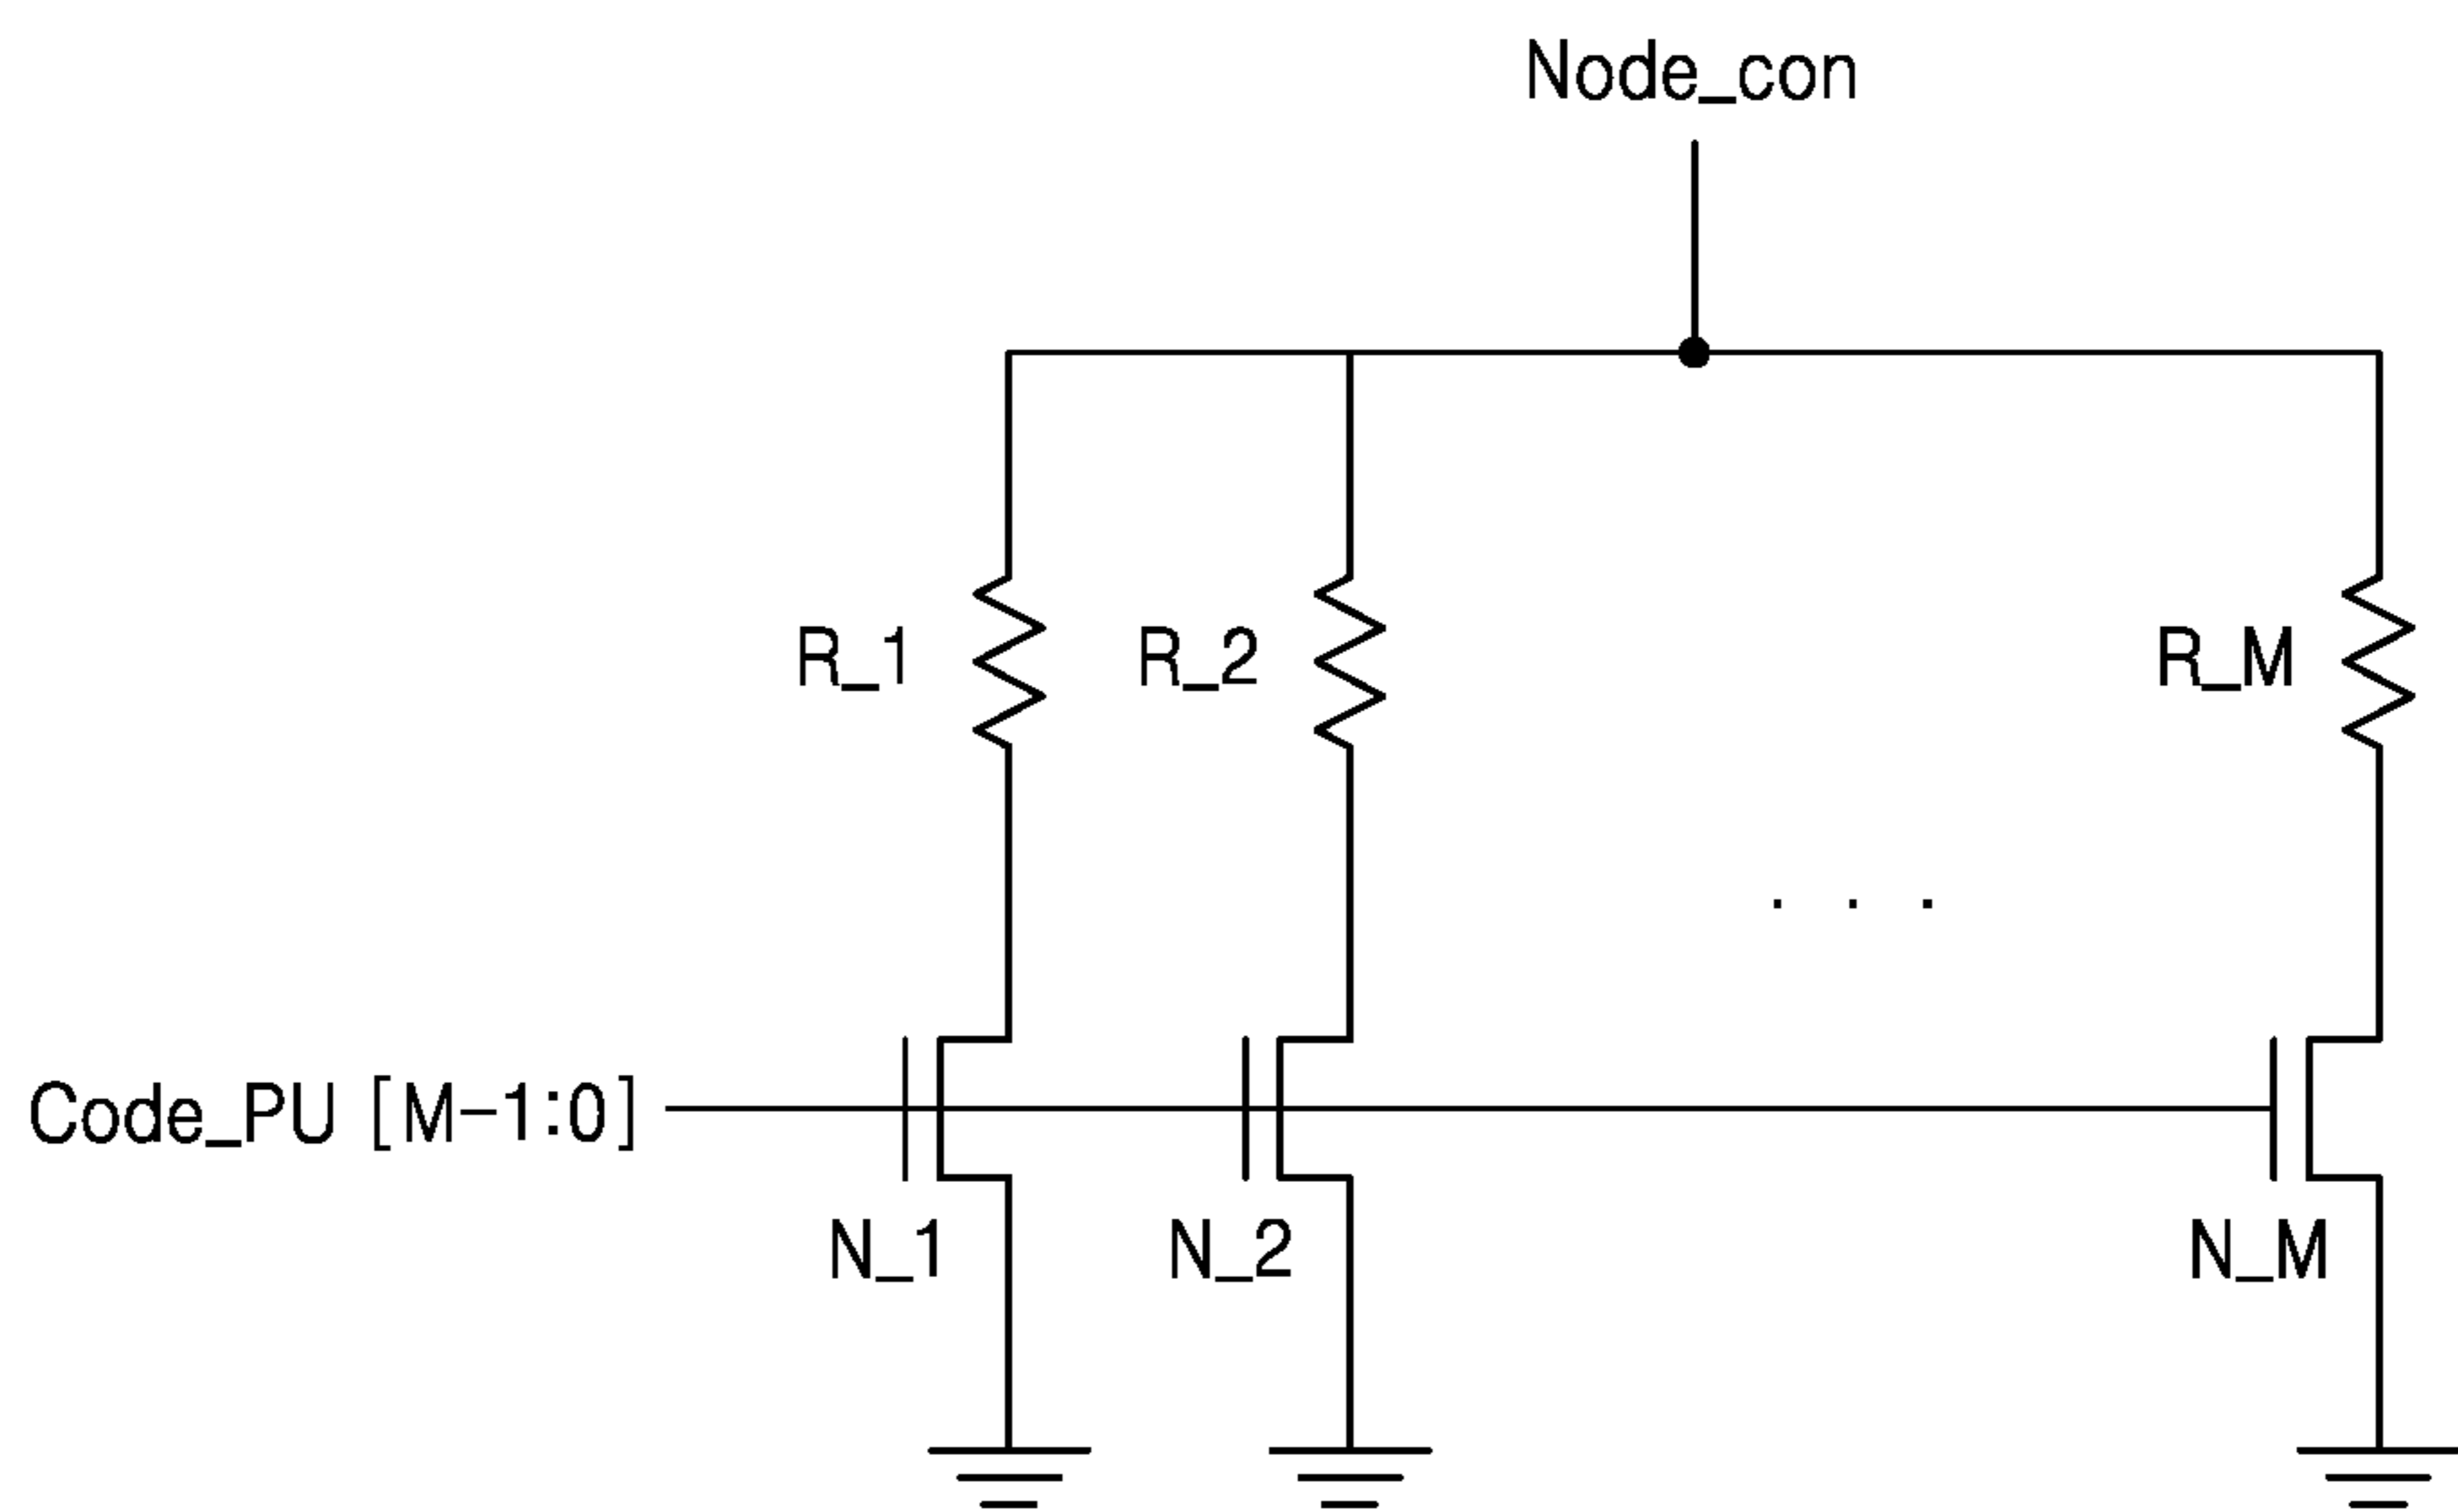 Node_con
R_1
R_2
R_M
. . .
Code_PU [M-1:0]
N_1
N_2
N_M